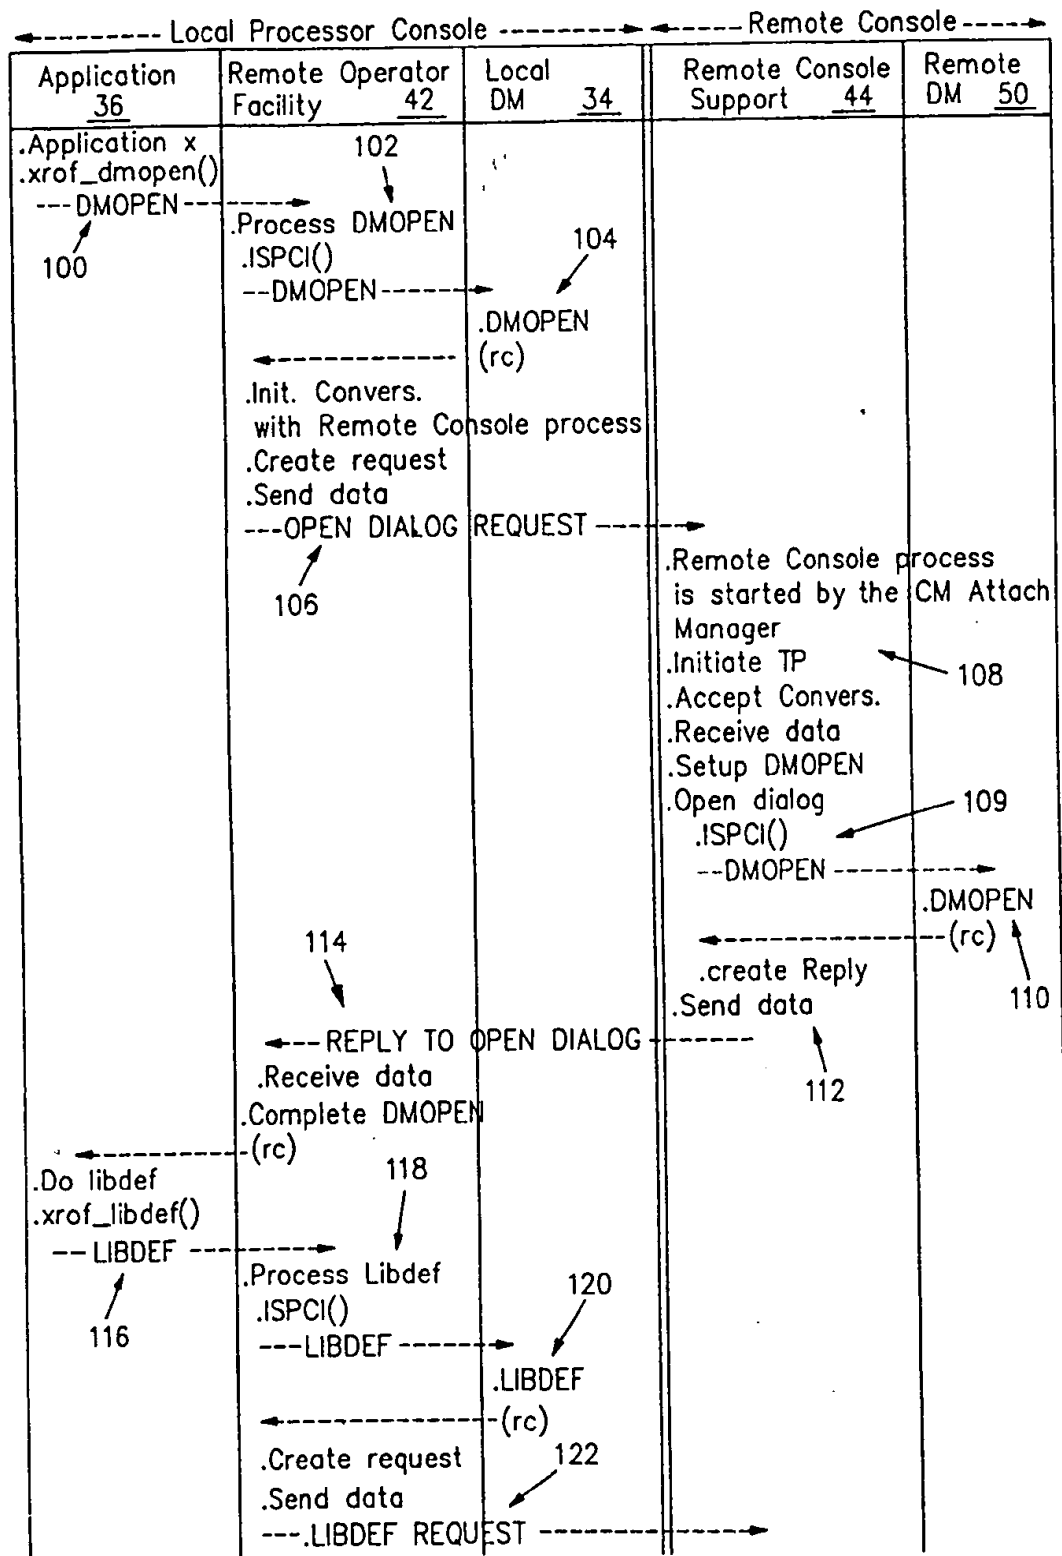 Local Processor Console
Remote Console
Application
36
Remote Operator
Facility 42
Local
DM 34
Remote Console
Support 44
Remote
DM 50
.Application x
.xrof_dmopen()
---DMOPEN------
100
102
.Process DMOPEN
.ISPCI()
--DMOPEN------
104
.DMOPEN
(rc)
.Init. Convers.
with Remote Console process
.Create request
.Send data
---OPEN DIALOG REQUEST-----
106
.Remote Console process
is started by the CM Attach
Manager
.Initiate TP
108
.Accept Convers.
.Receive data
.Setup DMOPEN
.Open dialog
109
.ISPCI()
--DMOPEN--------
.DMOPEN
(rc)
110
.create Reply
.Send data
112
114
---REPLY TO OPEN DIALOG------
.Receive data
.Complete DMOPEN
(rc)
.Do libdef
.xrof_libdef()
--LIBDEF--------
116
118
.Process Libdef
.ISPCI()
---LIBDEF------
120
.LIBDEF
(rc)
.Create request
.Send data
122
---.LIBDEF REQUEST------------